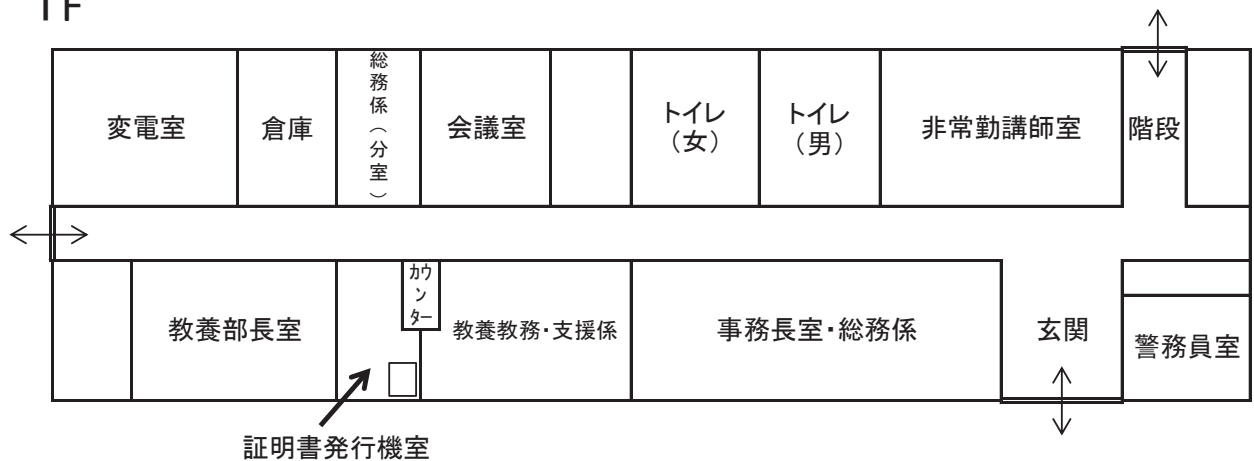 1F
変電室
倉庫
総務係（分室）
会議室
トイレ
（女）
トイレ
（男）
非常勤講師室
階段
カウンター
教養部長室
教養教務・支援係
事務長室・総務係
玄関
警務員室
証明書発行機室